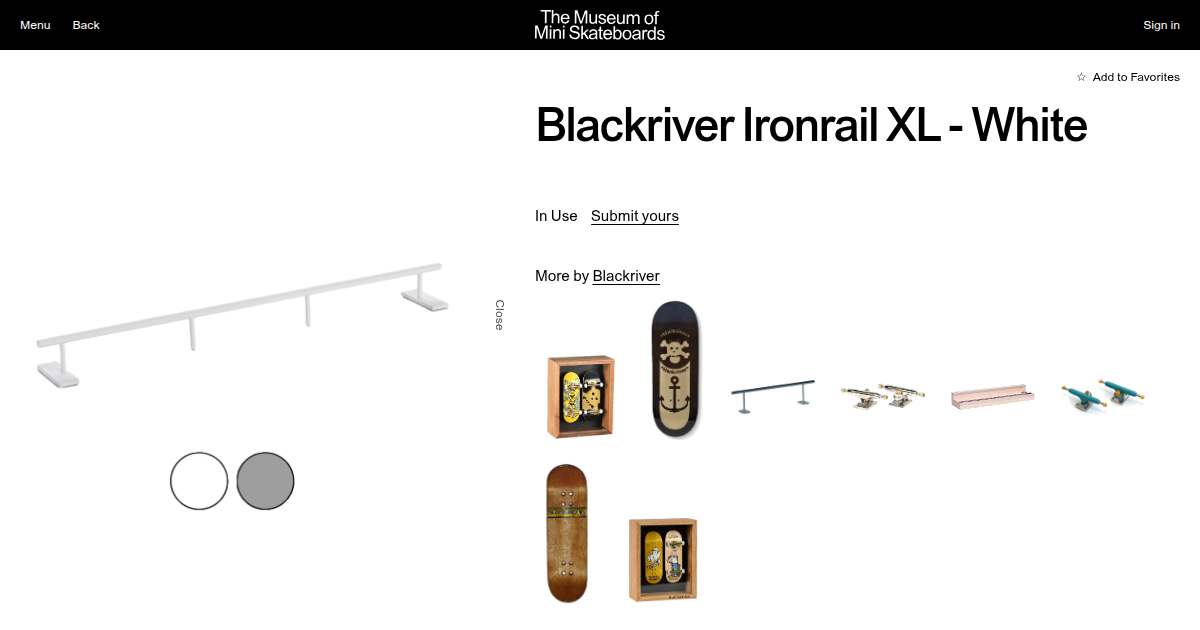 Menu Back
The Museum of
Mini Skateboards
Sign in
☆ Add to Favorites
Blackriver Ironrail XL - White
In Use Submit yours
Close
More by Blackriver